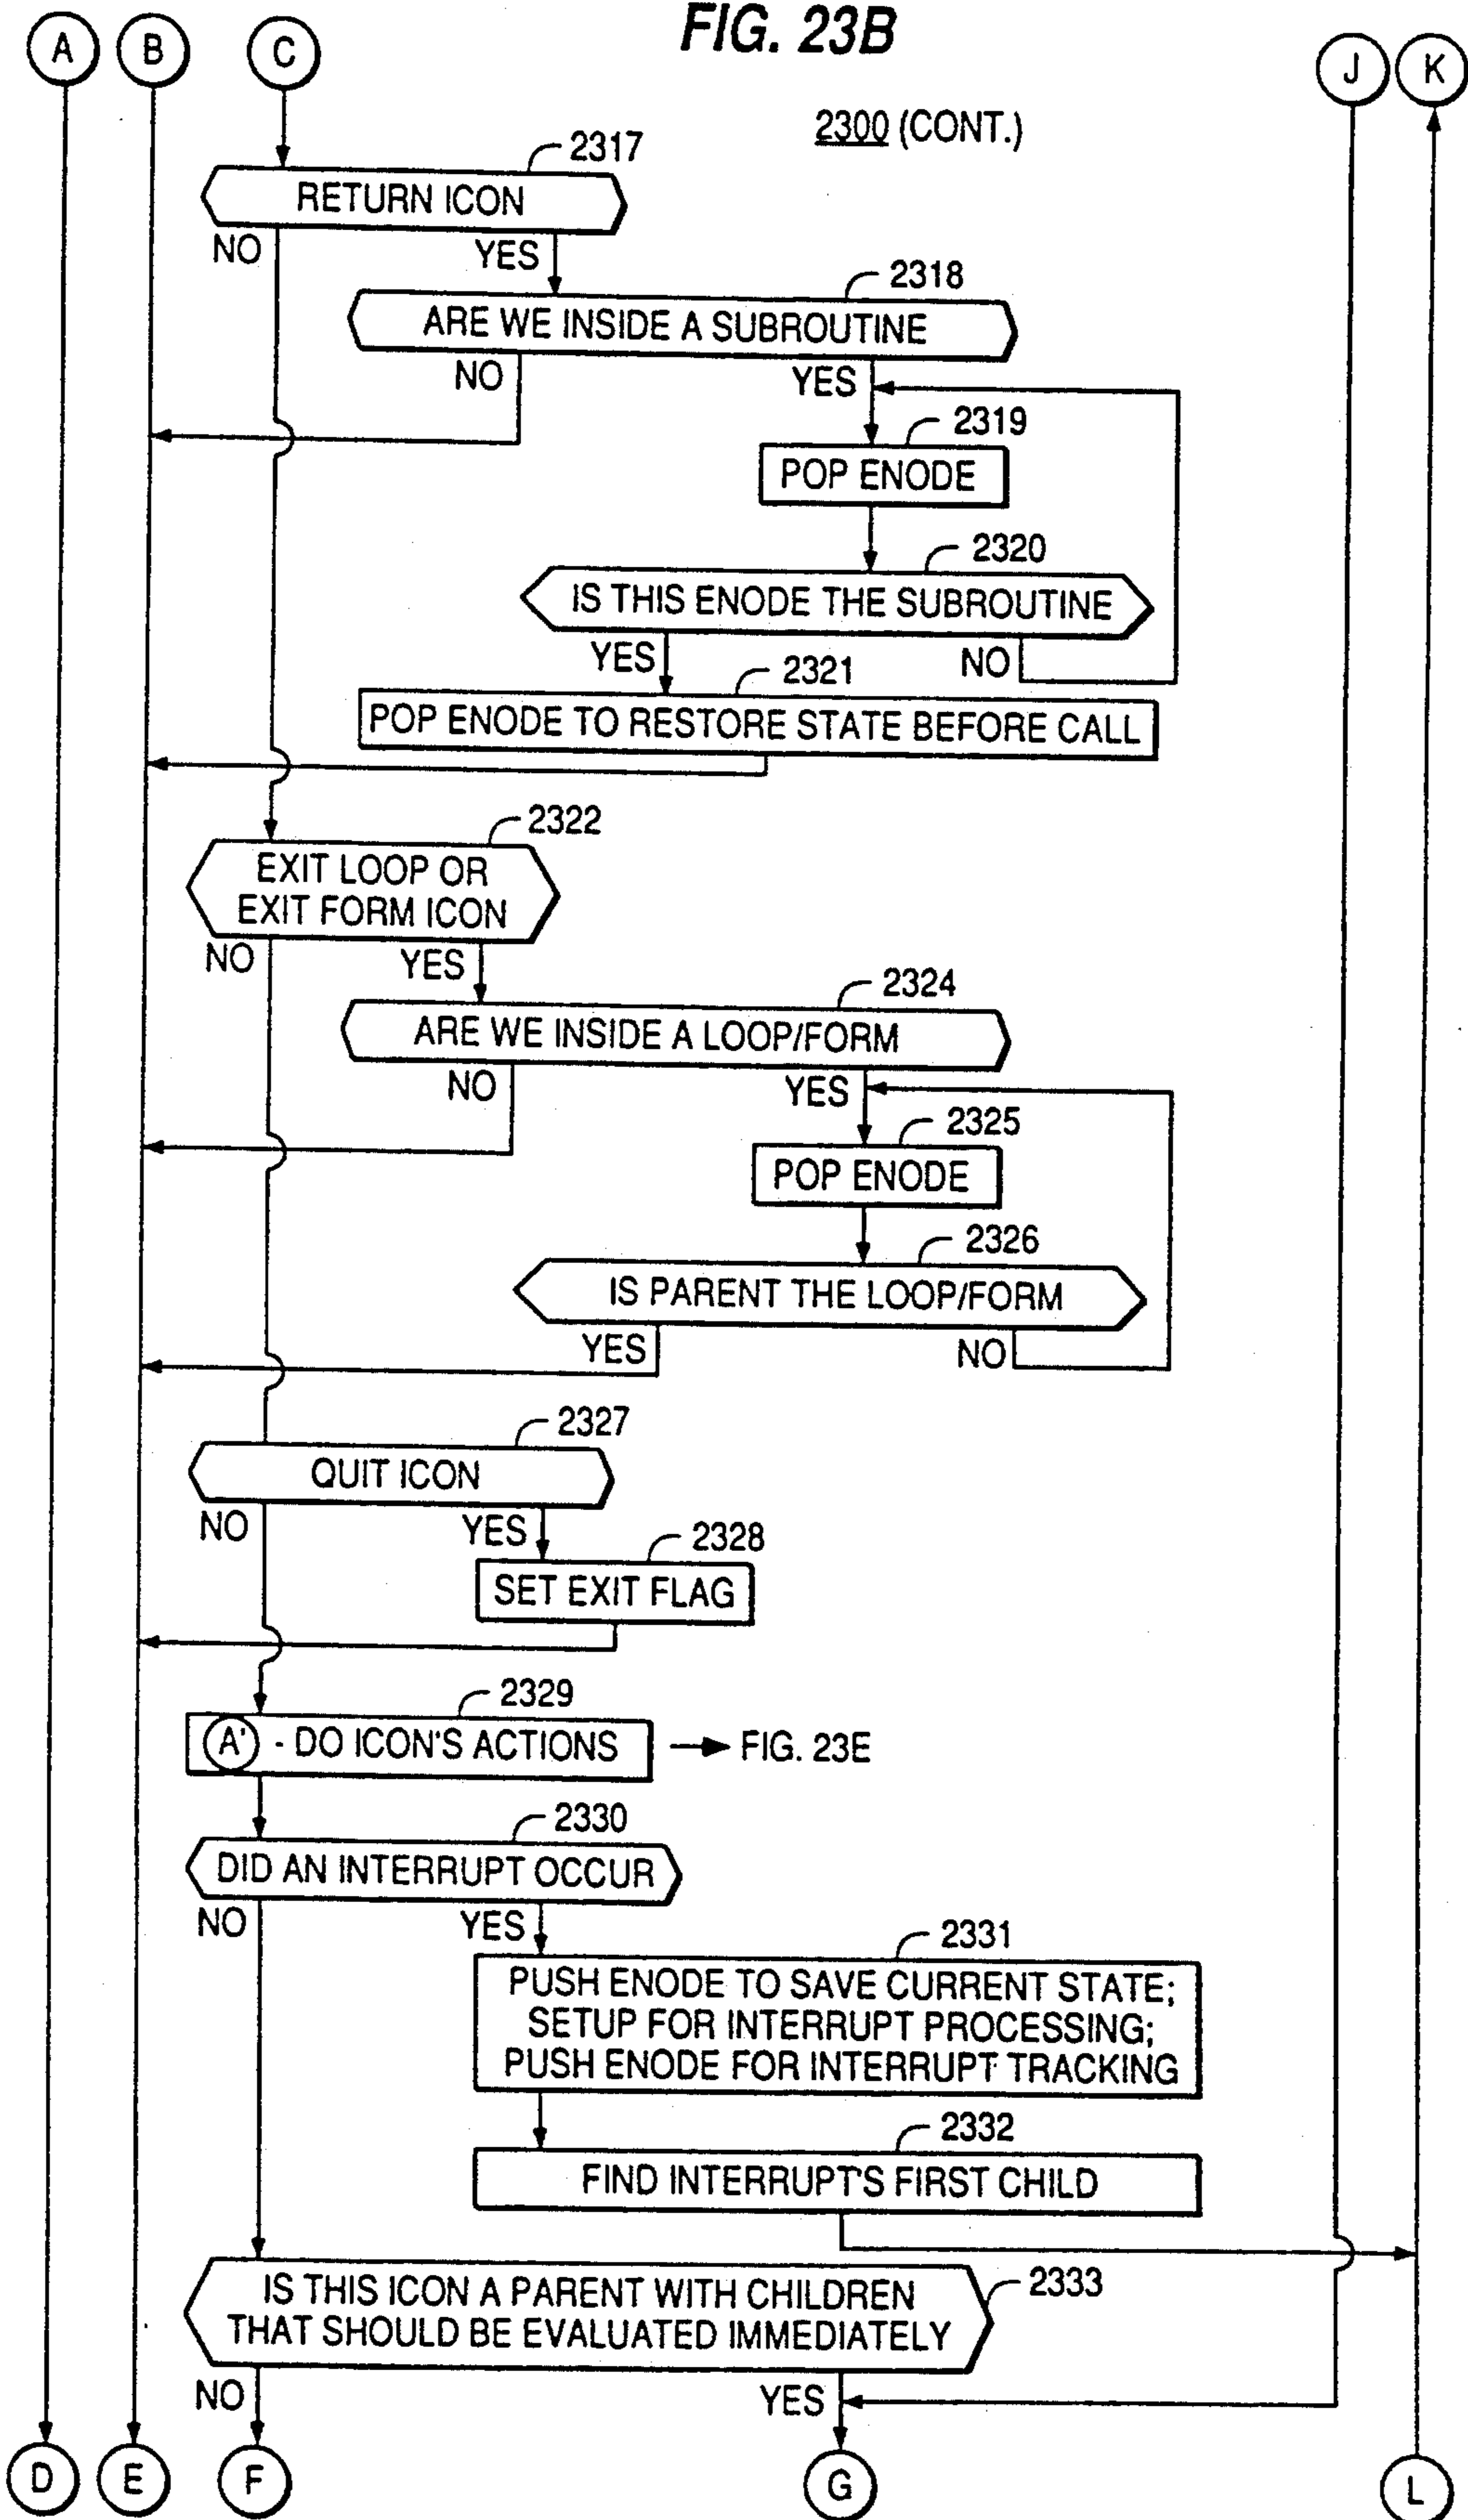 FIG. 23B
A
B
C
J
K
2300 (CONT.)
2317
RETURN ICON
NO
YES
2318
ARE WE INSIDE A SUBROUTINE
NO
YES
2319
POP ENODE
2320
IS THIS ENODE THE SUBROUTINE
YES
NO
2321
POP ENODE TO RESTORE STATE BEFORE CALL
2322
EXIT LOOP OR
EXIT FORM ICON
NO
YES
2324
ARE WE INSIDE A LOOP/FORM
NO
YES
2325
POP ENODE
2326
IS PARENT THE LOOP/FORM
YES
NO
2327
QUIT ICON
NO
YES
2328
SET EXIT FLAG
2329
A' - DO ICON'S ACTIONS
FIG. 23E
2330
DID AN INTERRUPT OCCUR
NO
YES
2331
PUSH ENODE TO SAVE CURRENT STATE;
SETUP FOR INTERRUPT PROCESSING;
PUSH ENODE FOR INTERRUPT TRACKING
2332
FIND INTERRUPT'S FIRST CHILD
2333
IS THIS ICON A PARENT WITH CHILDREN
THAT SHOULD BE EVALUATED IMMEDIATELY
NO
YES
D
E
F
G
L